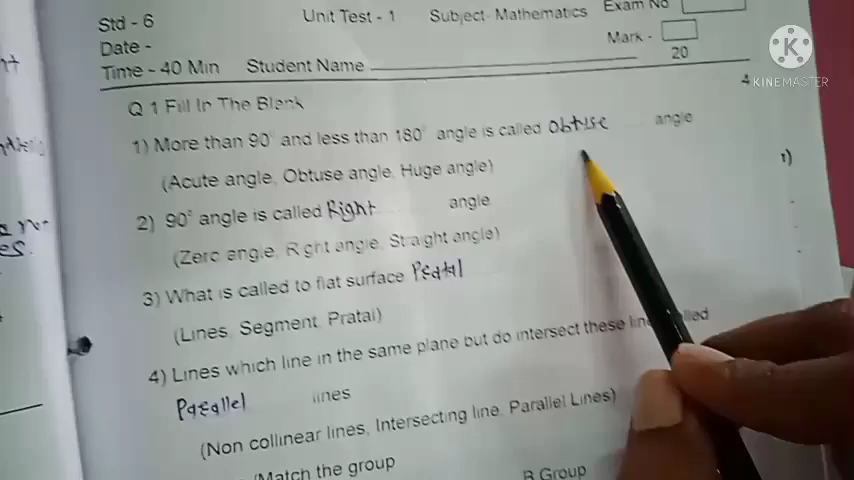 Std - 6 Unit Test - 1 Subject- Mathematics Exam No
Date - Mark -
Time - 40 Min Student Name 20
KINEMASTER
4
Q 1 Fill In The Blank
1) More than 90° and less than 180° angle is called obtuse angle
(Acute angle, Obtuse angle, Huge angle)
1)
2) 90° angle is called Right angle
(Zero angle, Right angle, Straight angle)
3) What is called to flat surface
(Lines, Segment, Pratal)
4) Lines which line in the same plane but do intersect these
Parallel lines
(Non collinear lines, Intersecting line, Parallel Lines)
Match the group
B Group